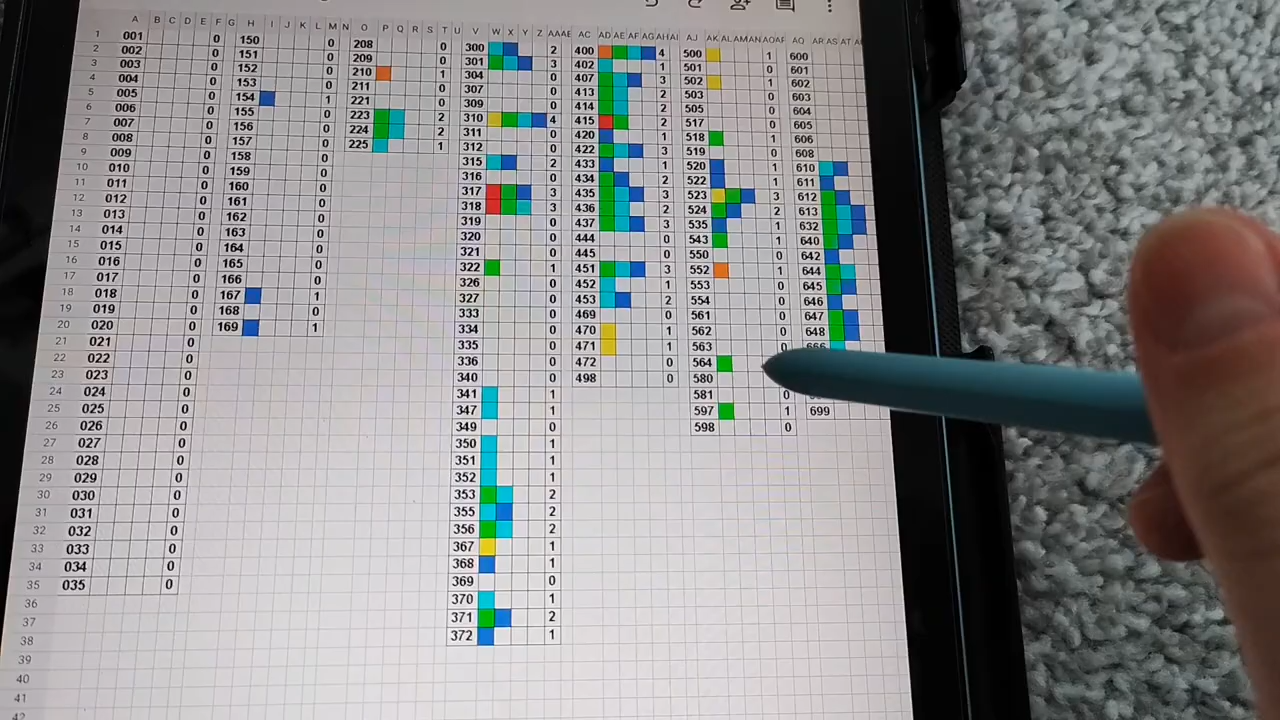 A B C D E F G H I J K L M N O P Q R S T U V W X Y Z AA AB AC AD AE AF AG AH AI AJ AK AL AM AN AO AP AQ AR AS AT
1 001 0 150 0 208 0 300 2 400 4 500 1 600
2 002 0 151 0 209 0 301 3 402 1 501 0 601
3 003 0 152 0 210 1 304 0 407 3 502 1 602
4 004 0 153 0 211 0 307 0 413 2 503 0 603
5 005 0 154 1 221 0 309 0 414 2 505 0 604
6 006 0 155 0 223 2 310 4 415 2 517 0 605
7 007 0 156 0 224 2 311 0 420 1 518 1 606
8 008 0 157 0 225 1 312 0 422 3 519 0 608
9 009 0 158 0 315 2 433 1 520 1 610
10 010 0 159 0 316 0 434 2 522 1 611
11 011 0 160 0 317 3 435 3 523 3 612
12 012 0 161 0 318 3 436 2 524 2 613
13 013 0 162 0 319 0 437 3 535 1 632
14 014 0 163 0 320 0 444 0 543 1 640
15 015 0 164 0 321 0 445 0 550 0 642
16 016 0 165 0 322 1 451 3 552 1 644
17 017 0 166 0 326 0 452 1 553 0 645
18 018 0 167 1 327 0 453 2 554 0 646
19 019 0 168 0 333 0 469 0 561 0 647
20 020 0 169 1 334 0 470 1 562 0 648
21 021 0 335 0 471 1 563 0 666
22 022 0 336 0 472 0 564
23 023 0 340 0 498 0 580
24 024 0 341 1 581 0
25 025 0 347 1 597 1 699
26 026 0 349 0 598 0
27 027 0 350 1
28 028 0 351 1
29 029 0 352 1
30 030 0 353 2
31 031 0 355 2
32 032 0 356 2
33 033 0 367 1
34 034 0 368 1
35 035 0 369 0
36 370 1
37 371 2
38 372 1
39
40
41
42